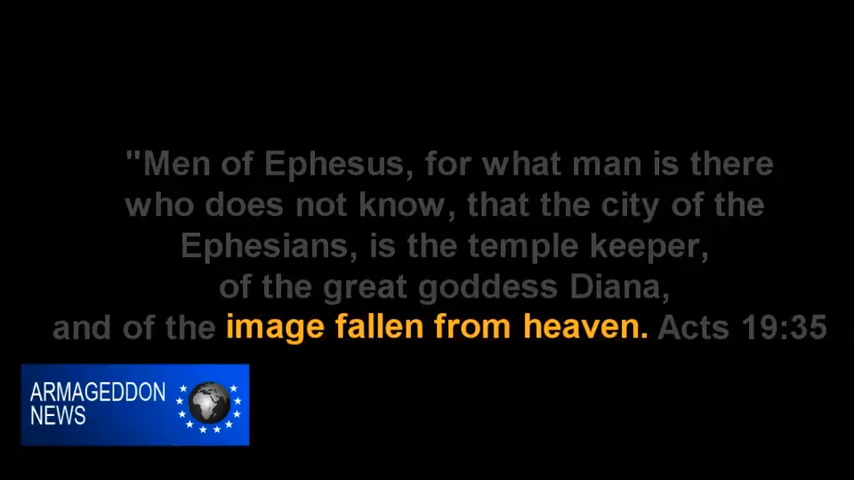 "Men of Ephesus, for what man is there
who does not know, that the city of the
Ephesians, is the temple keeper,
of the great goddess Diana,
and of the image fallen from heaven. Acts 19:35
ARMAGEDDON
NEWS